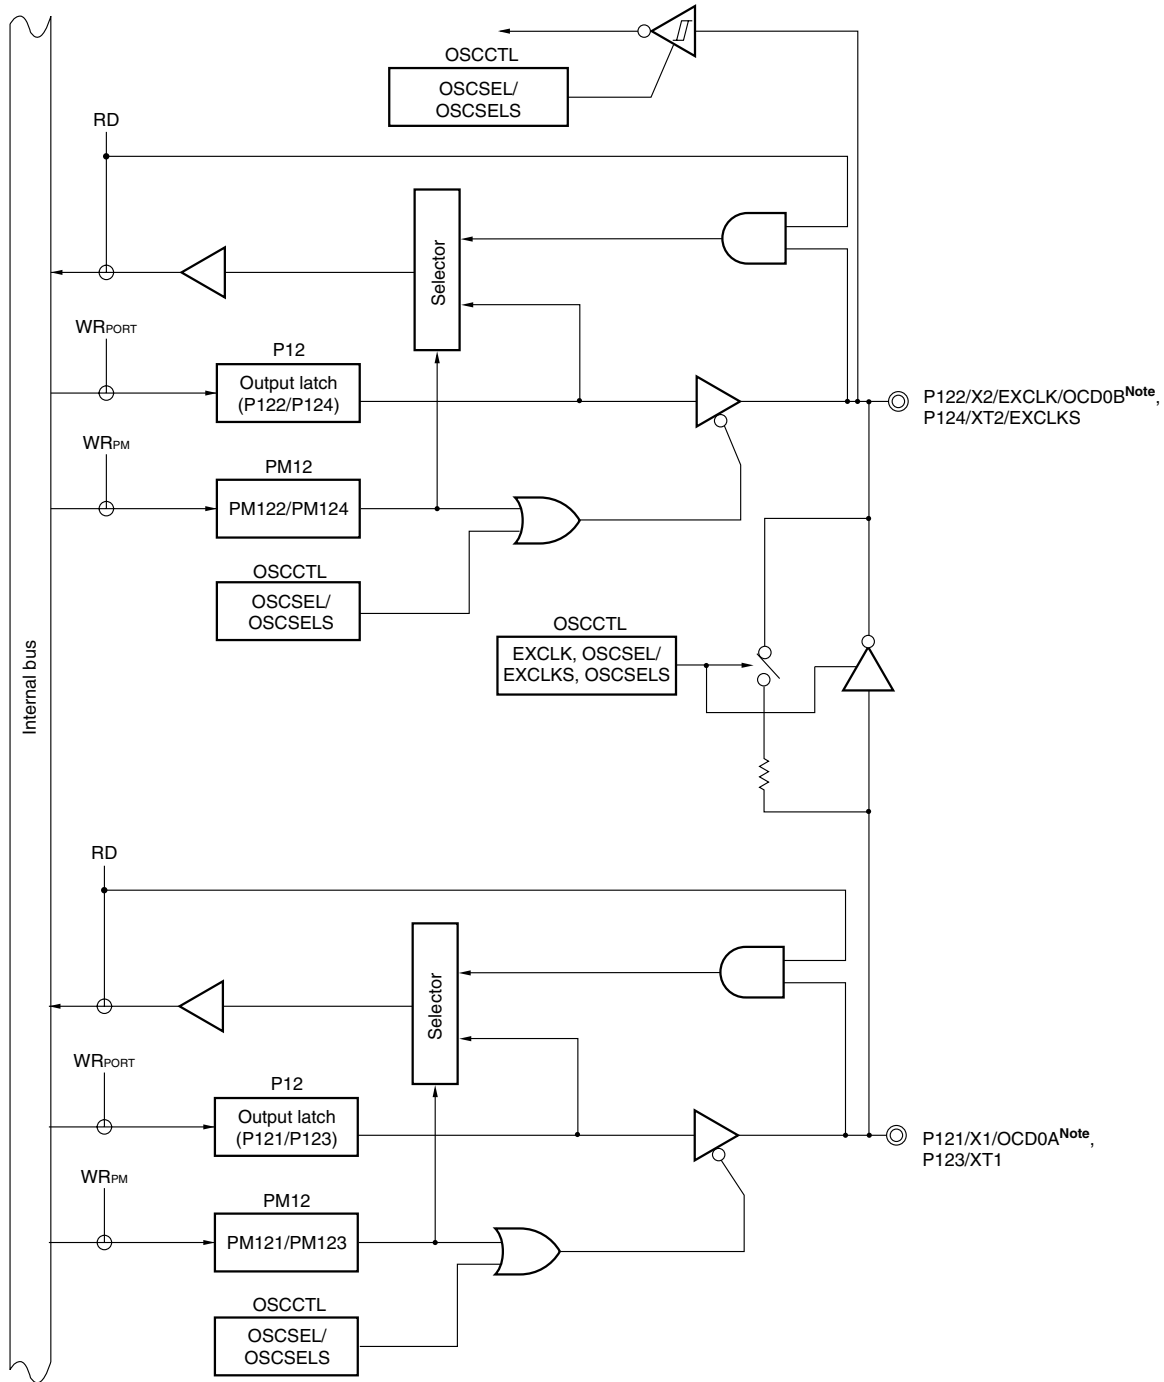 OSCCTL
OSCSEL/
OSCSELS
RD
Selector
WRPORT
P12
Output latch
(P122/P124)
P122/X2/EXCLK/OCD0BNote,
P124/XT2/EXCLKS
WRPM
PM12
PM122/PM124
OSCCTL
OSCSEL/
OSCSELS
OSCCTL
EXCLK, OSCSEL/
EXCLKS, OSCSELS
Internal bus
RD
Selector
WRPORT
P12
Output latch
(P121/P123)
P121/X1/OCD0ANote,
P123/XT1
WRPM
PM12
PM121/PM123
OSCCTL
OSCSEL/
OSCSELS